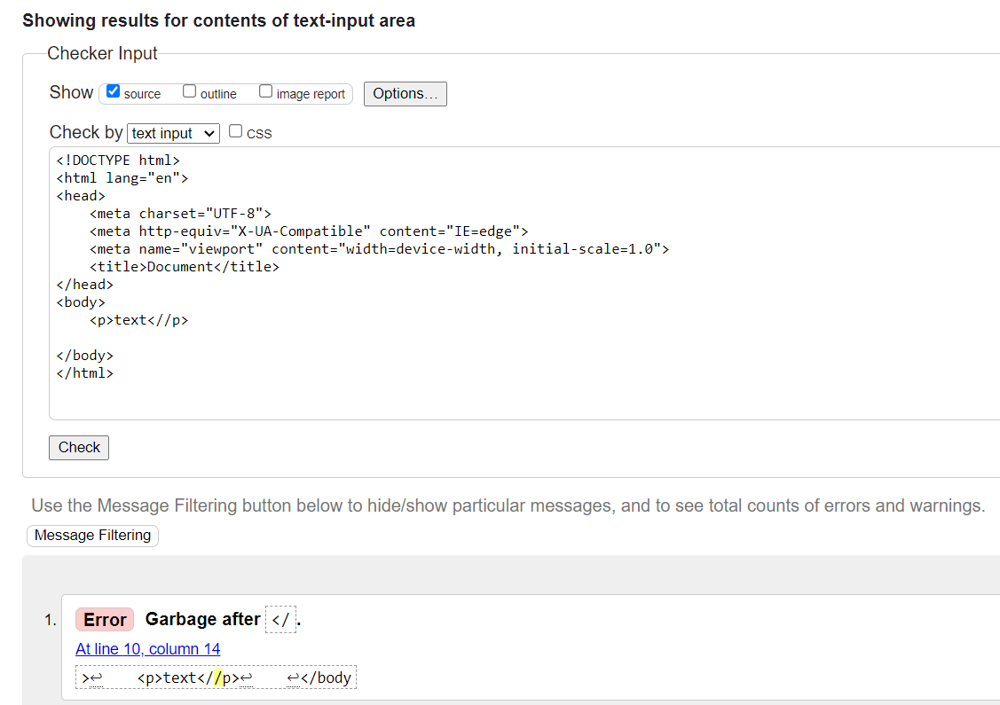 Showing results for contents of text-input area
Checker Input
Show source outline image report Options...
Check by text input CSS
<!DOCTYPE html>
<html lang="en">
<head>
    <meta charset="UTF-8">
    <meta http-equiv="X-UA-Compatible" content="IE=edge">
    <meta name="viewport" content="width=device-width, initial-scale=1.0">
    <title>Document</title>
</head>
<body>
    <p>text<//p>

</body>
</html>
Check
Use the Message Filtering button below to hide/show particular messages, and to see total counts of errors and warnings.
Message Filtering
1. Error Garbage after </.
At line 10, column 14
>↩    <p>text<//p>↩    ↩</body